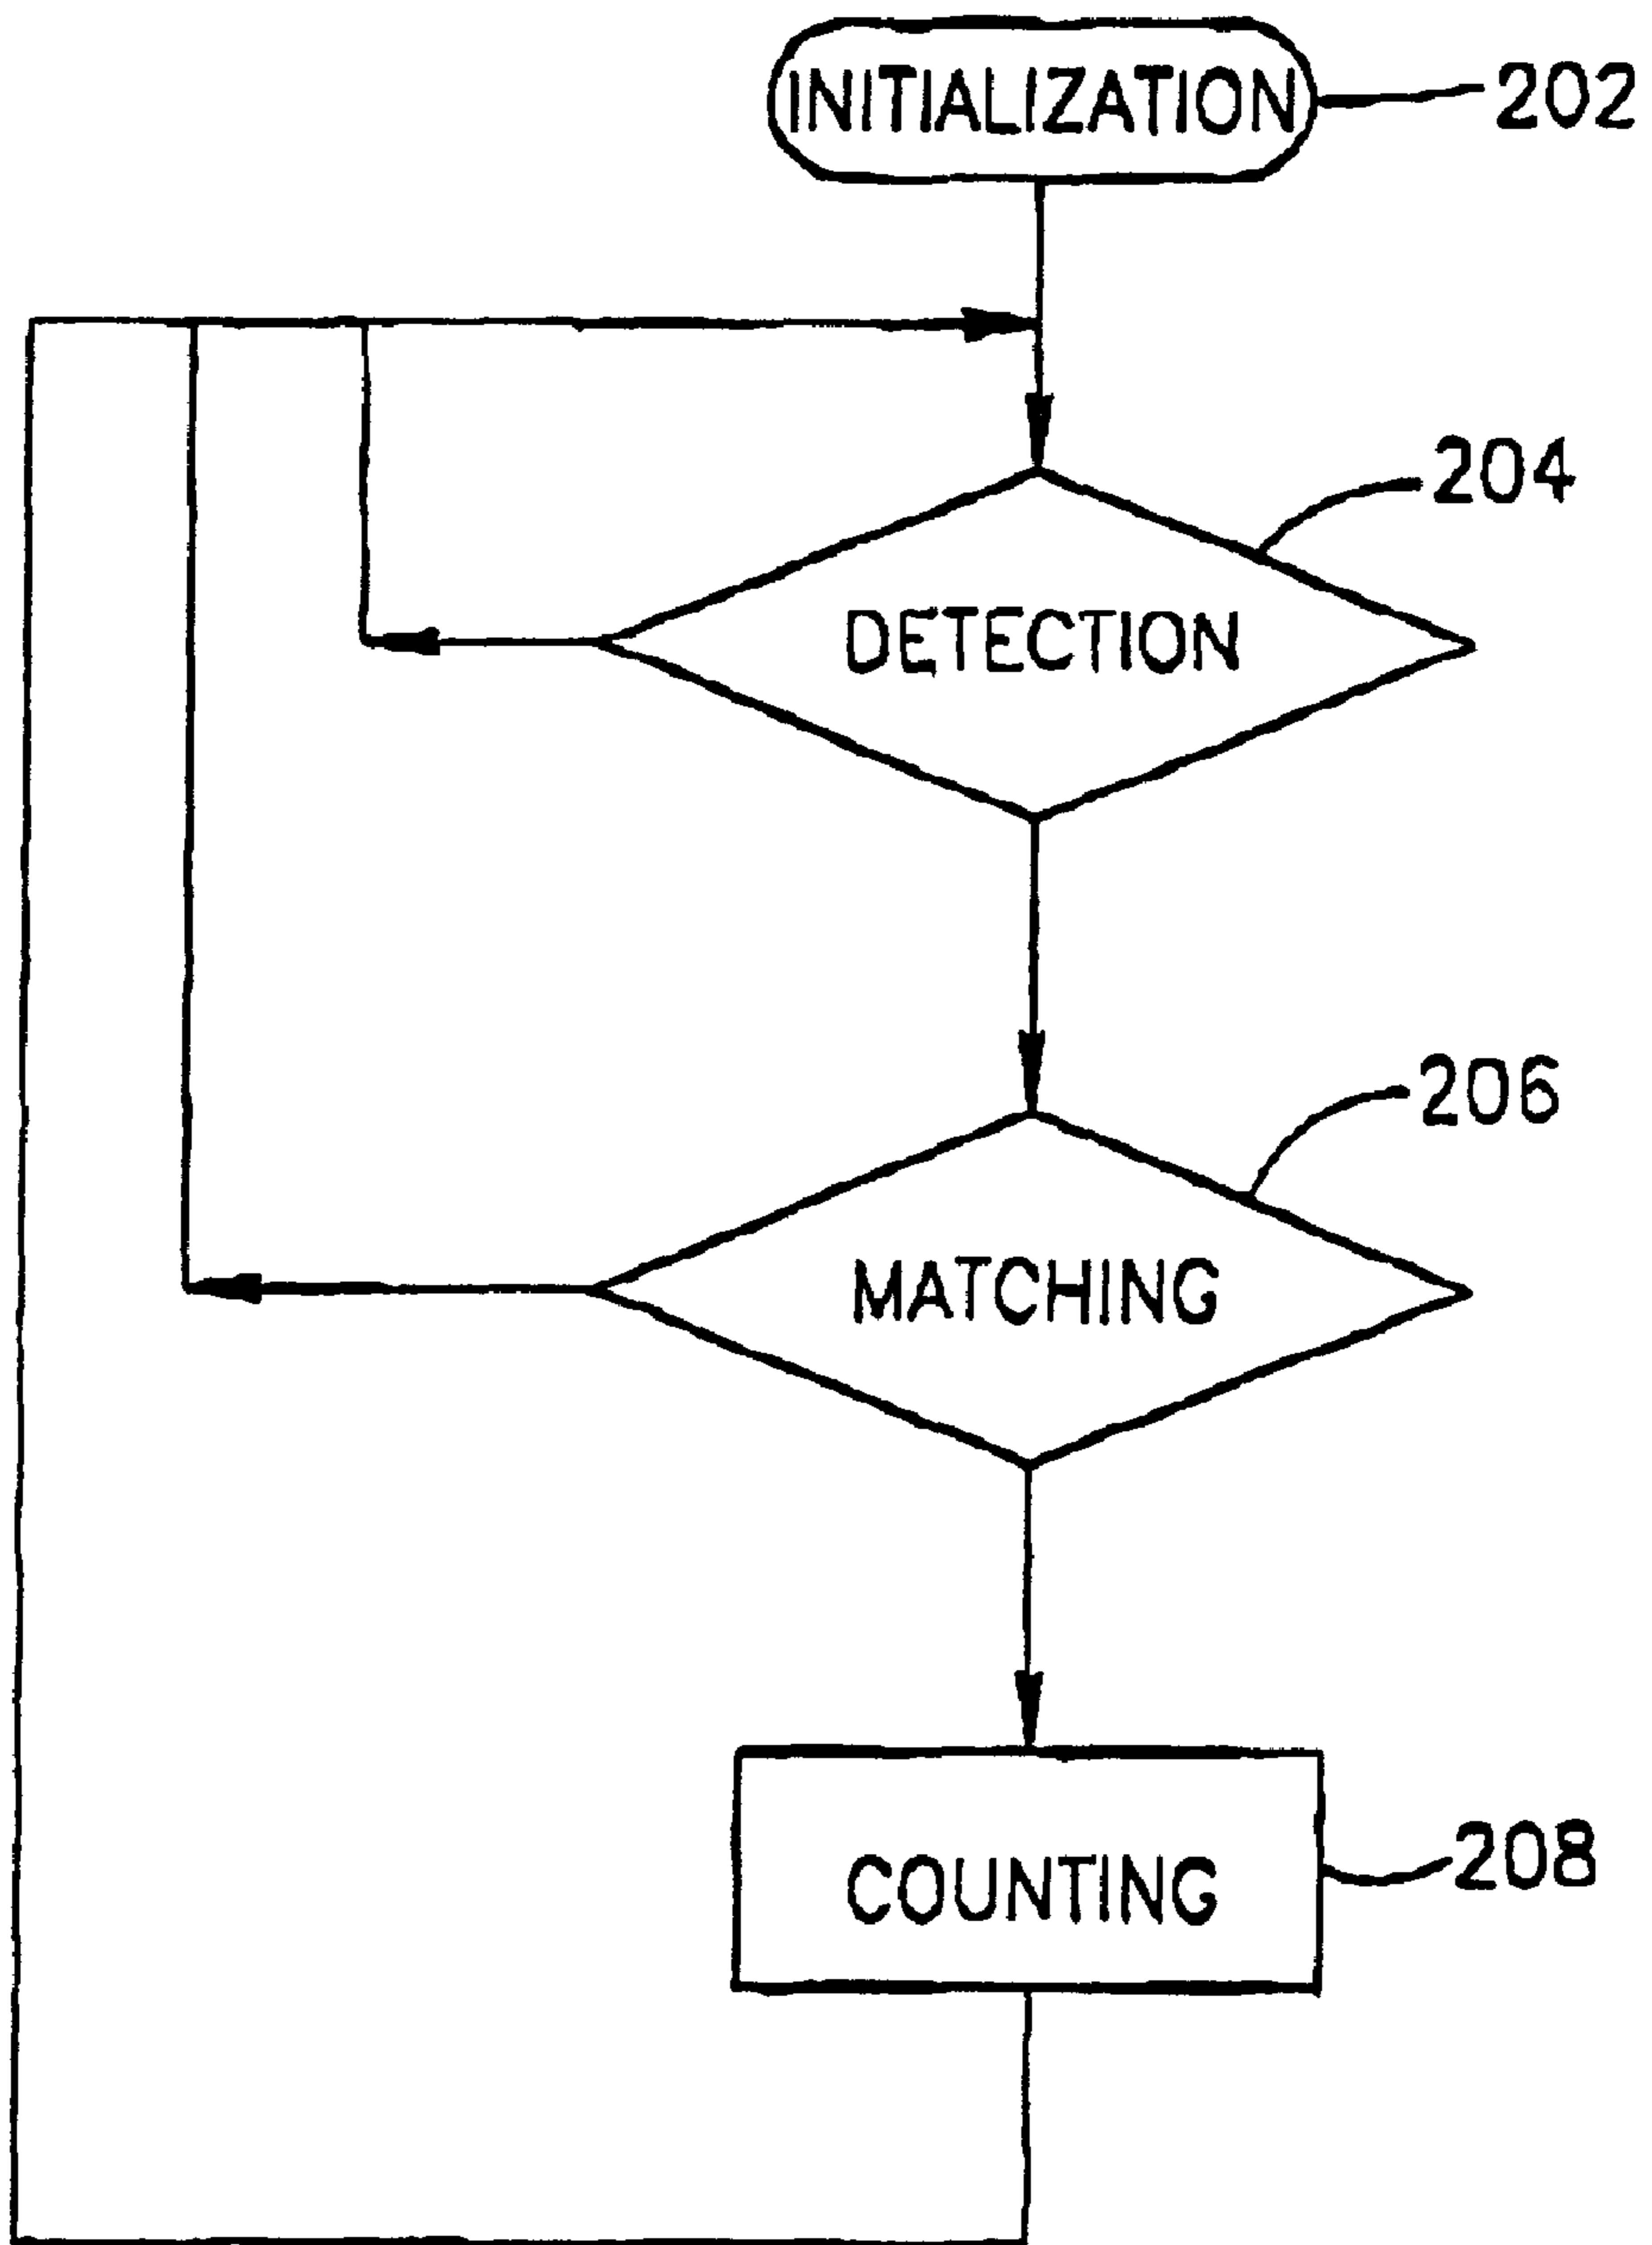 INITIALIZATION 202
204
DETECTION
206
MATCHING
COUNTING 208